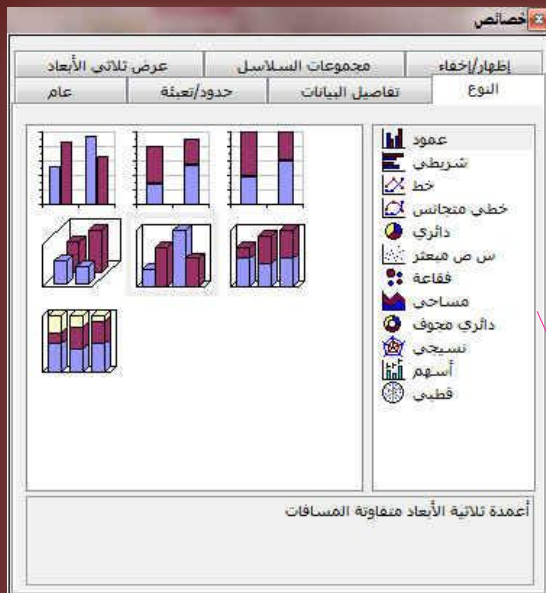 خصائص
إظهار/إخفاء مجموعات السلاسل عرض ثلاثي الأبعاد
النوع تفاصيل البيانات حدود/تعبئة عام
عمود
شريطي
خط
خطي متجانس
دائري
س ص مبعثر
فقاعة
مساحي
دائري مجوف
نسيجي
أسهم
قطبي
أعمدة ثلاثية الأبعاد متفاوتة المسافات